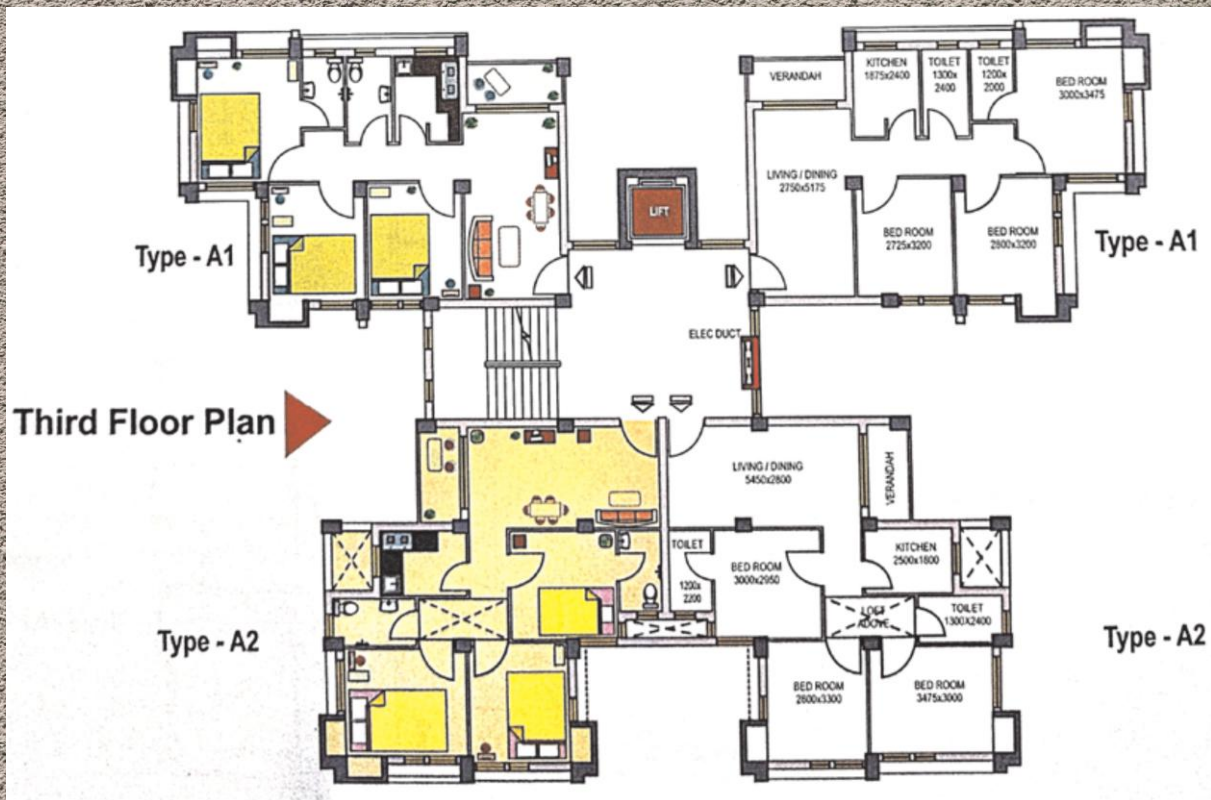 VERANDAH
KITCHEN
1875x2400
TOILET
1300x
2400
TOILET
1200x
2000
BED ROOM
3000x3475
LIVING / DINING
2750x5175
LIFT
BED ROOM
2725x3200
BED ROOM
2800x3200
Type - A1
Type - A1
ELEC DUCT
Third Floor Plan
LIVING / DINING
5450x2800
VERANDAH
TOILET
1200x
2200
BED ROOM
3000x2950
KITCHEN
2500x1800
LOFT
ABOVE
TOILET
1300X2400
Type - A2
Type - A2
BED ROOM
2800x3300
BED ROOM
3475x3000